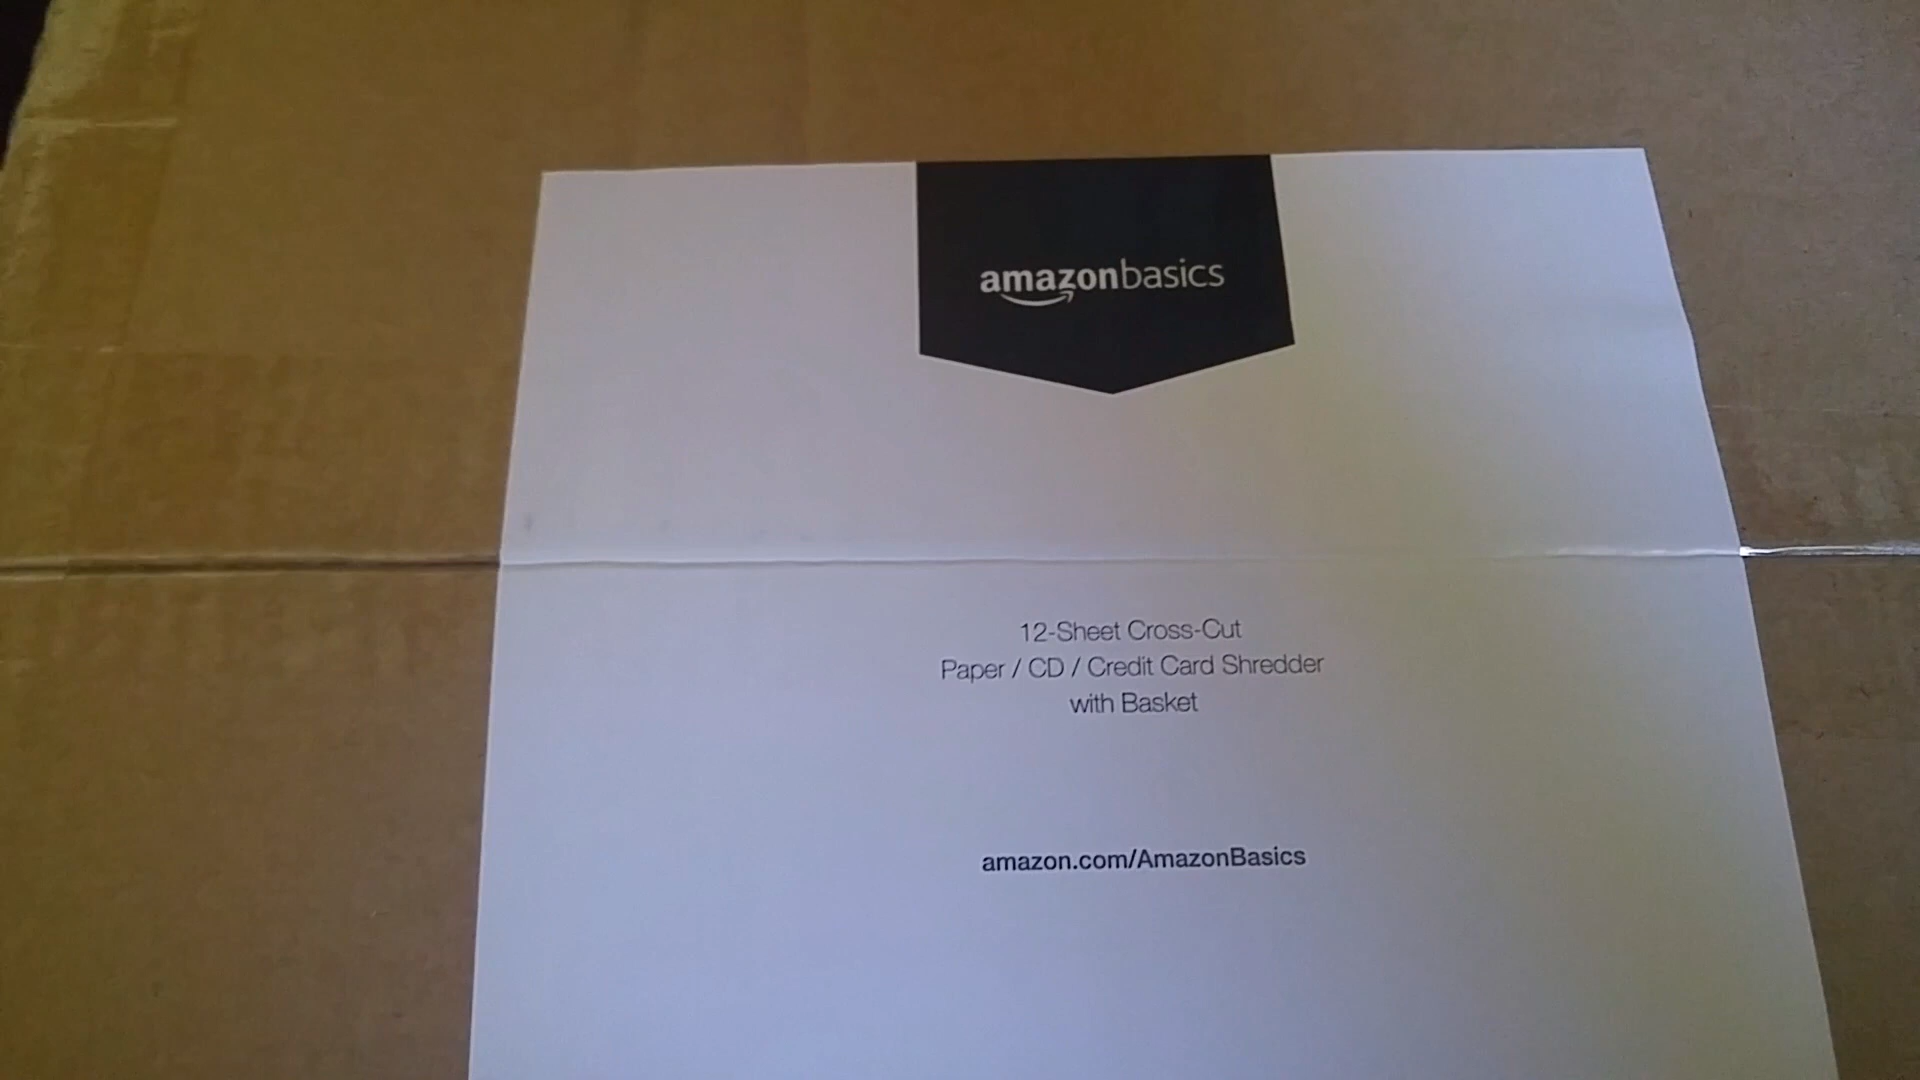 amazonbasics
12-Sheet Cross-Cut
Paper / CD / Credit Card Shredder
with Basket
amazon.com/AmazonBasics